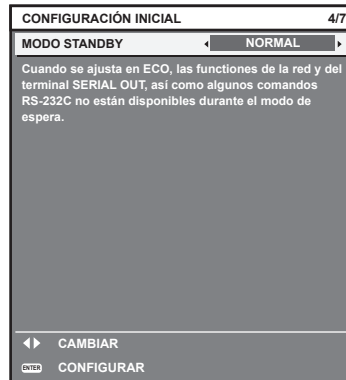 CONFIGURACIÓN INICIAL 4/7
MODO STANDBY NORMAL
Cuando se ajusta en ECO, las functiones de la red y del
terminal SERIAL OUT, así como algunos comandos
RS-232C no están disponibles durante el modo de
espera.
CAMBIAR
ENTER CONFIGURAR